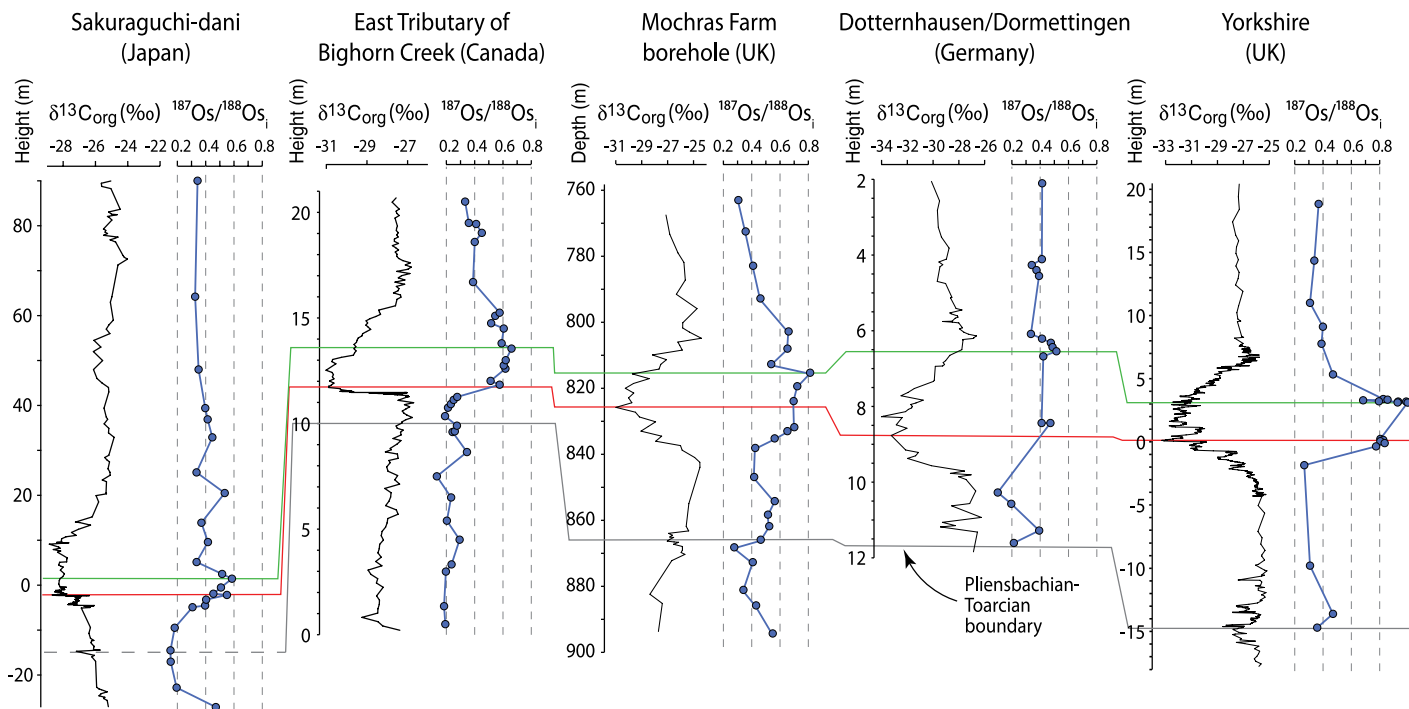 Sakuraguchi-dani
(Japan)
East Tributary of
Bighorn Creek (Canada)
Mochras Farm
borehole (UK)
Dotternhausen/Dormettingen
(Germany)
Yorkshire
(UK)
Height (m)
δ13Corg (‰)
187Os/188Osi
-28 -26 -24 -22
0.2 0.4 0.6 0.8
80
60
40
20
0
-20
Height (m)
δ13Corg (‰)
187Os/188Osi
-31 -29 -27
0.2 0.4 0.6 0.8
20
15
10
5
0
Depth (m)
δ13Corg (‰)
187Os/188Osi
-31 -29 -27 -25
0.2 0.4 0.6 0.8
760
780
800
820
840
860
880
900
Height (m)
δ13Corg (‰)
187Os/188Osi
-34 -30 -26
0.2 0.4 0.6 0.8
2
4
6
8
10
12
Pliensbachian-
Toarcian
boundary
Height (m)
δ13Corg (‰)
187Os/188Osi
-33 -31 -29 -27 -25
0.2 0.4 0.6 0.8
20
15
10
5
0
-5
-10
-15